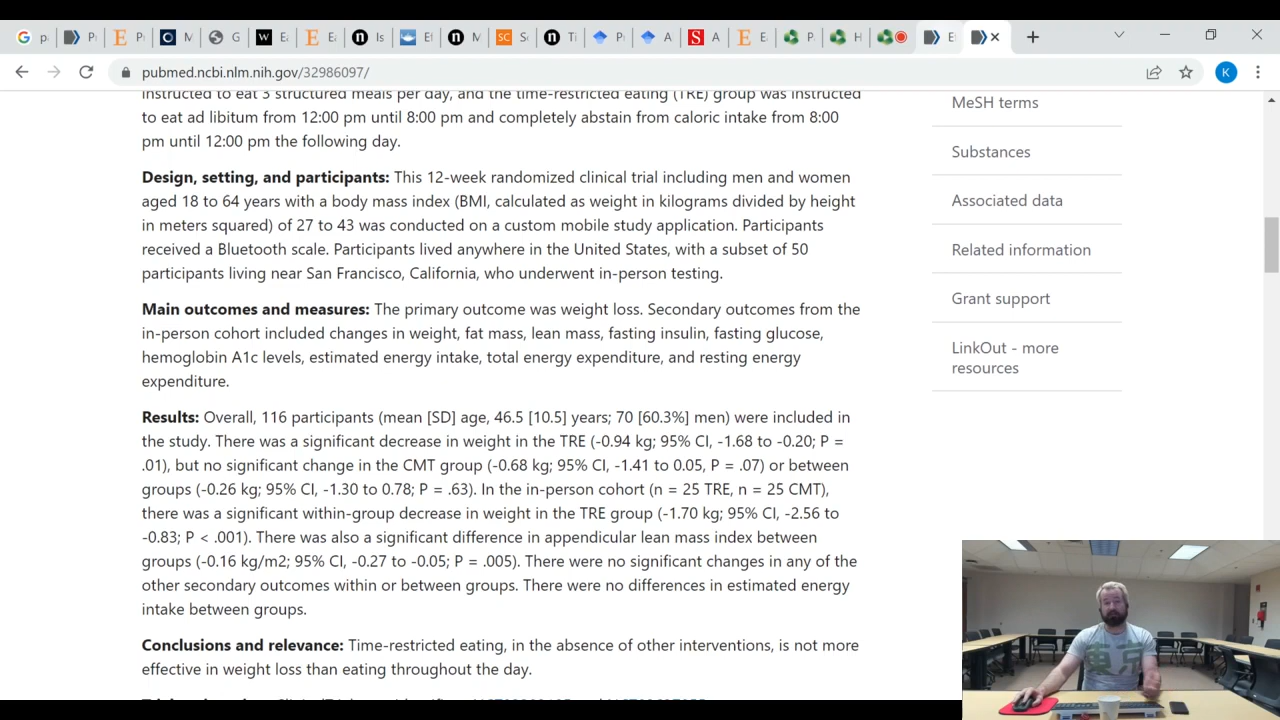 pubmed.ncbi.nlm.nih.gov/32986097/
K
instructed to eat 3 structured meals per day, and the time-restricted eating (TRE) group was instructed
to eat ad libitum from 12:00 pm until 8:00 pm and completely abstain from caloric intake from 8:00
pm until 12:00 pm the following day.
Design, setting, and participants: This 12-week randomized clinical trial including men and women
aged 18 to 64 years with a body mass index (BMI, calculated as weight in kilograms divided by height
in meters squared) of 27 to 43 was conducted on a custom mobile study application. Participants
received a Bluetooth scale. Participants lived anywhere in the United States, with a subset of 50
participants living near San Francisco, California, who underwent in-person testing.
Main outcomes and measures: The primary outcome was weight loss. Secondary outcomes from the
in-person cohort included changes in weight, fat mass, lean mass, fasting insulin, fasting glucose,
hemoglobin A1c levels, estimated energy intake, total energy expenditure, and resting energy
expenditure.
Results: Overall, 116 participants (mean [SD] age, 46.5 [10.5] years; 70 [60.3%] men) were included in
the study. There was a significant decrease in weight in the TRE (-0.94 kg; 95% CI, -1.68 to -0.20; P =
.01), but no significant change in the CMT group (-0.68 kg; 95% CI, -1.41 to 0.05, P = .07) or between
groups (-0.26 kg; 95% CI, -1.30 to 0.78; P = .63). In the in-person cohort (n = 25 TRE, n = 25 CMT),
there was a significant within-group decrease in weight in the TRE group (-1.70 kg; 95% CI, -2.56 to
-0.83; P < .001). There was also a significant difference in appendicular lean mass index between
groups (-0.16 kg/m2; 95% CI, -0.27 to -0.05; P = .005). There were no significant changes in any of the
other secondary outcomes within or between groups. There were no differences in estimated energy
intake between groups.
Conclusions and relevance: Time-restricted eating, in the absence of other interventions, is not more
effective in weight loss than eating throughout the day.
MeSH terms
Substances
Associated data
Related information
Grant support
LinkOut - more
resources